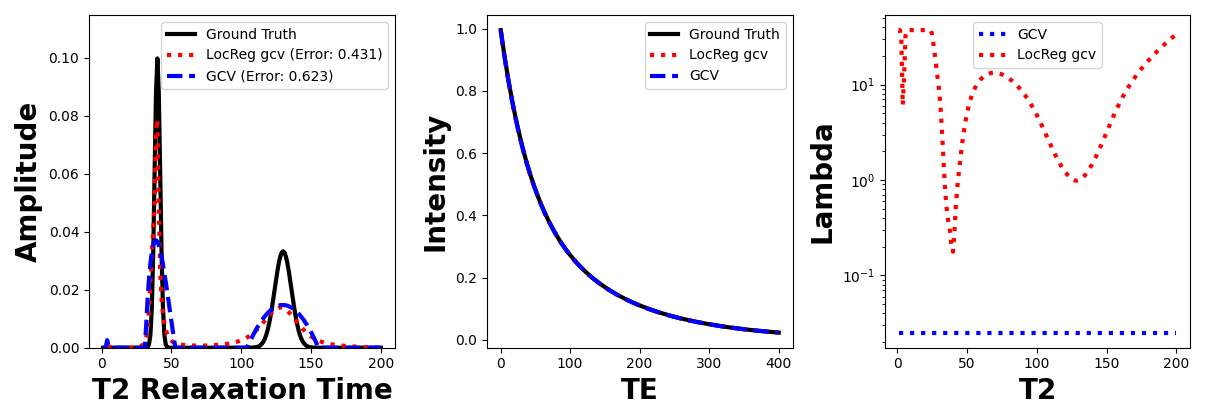 Amplitude
0.10
0.08
0.06
0.04
0.02
0.00
0
50
100
150
200
T2 Relaxation Time
Ground Truth
LocReg gcv (Error: 0.431)
GCV (Error: 0.623)
Intensity
1.0
0.8
0.6
0.4
0.2
0.0
0
100
200
300
400
TE
Ground Truth
LocReg gcv
GCV
Lambda
10¹
10⁰
10⁻¹
0
50
100
150
200
T2
GCV
LocReg gcv